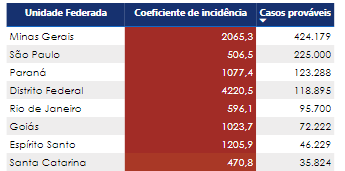 Unidade Federada Coeficiente de incidência Casos prováveis
Minas Gerais 2065,3 424.179
São Paulo 506,5 225.000
Paraná 1077,4 123.288
Distrito Federal 4220,5 118.895
Rio de Janeiro 596,1 95.700
Goiás 1023,7 72.222
Espírito Santo 1205,9 46.229
Santa Catarina 470,8 35.824